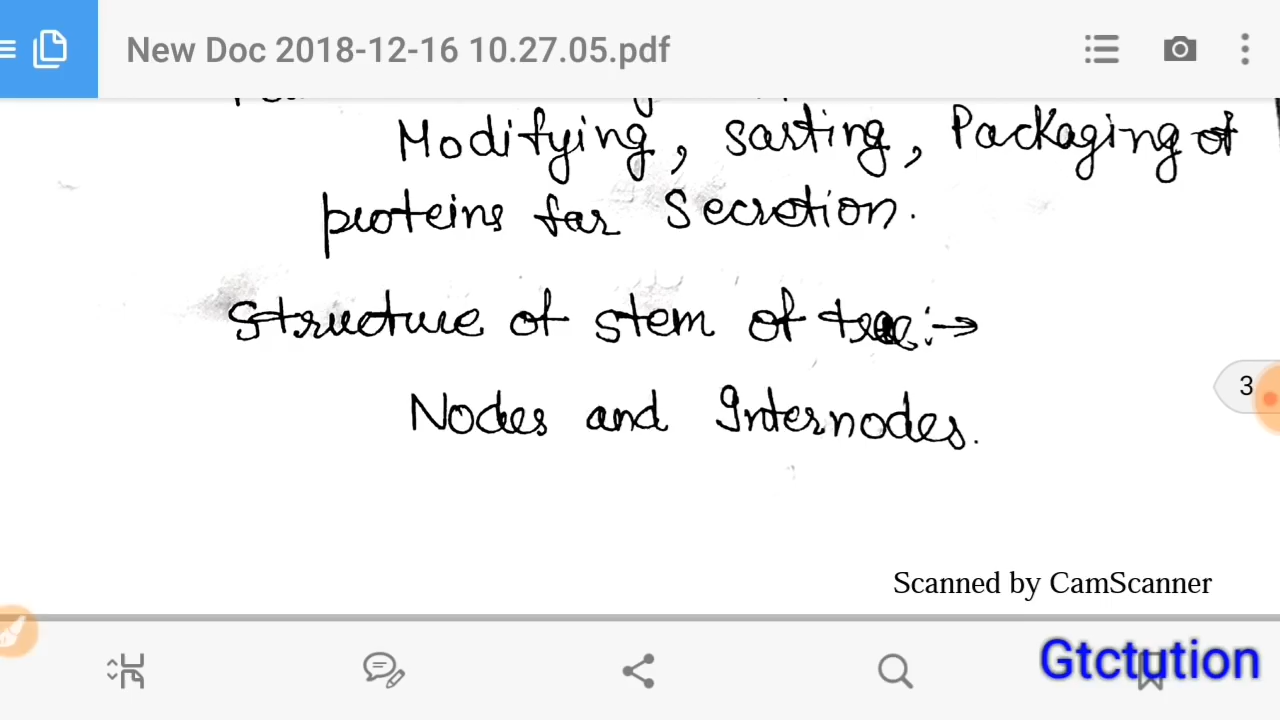 New Doc 2018-12-16 10.27.05.pdf
Modifying, Sorting, Packaging of
proteins for Secretion.
Structure of stem of tree:→
Nodes and Internodes.
3
Scanned by CamScanner
Gtctution